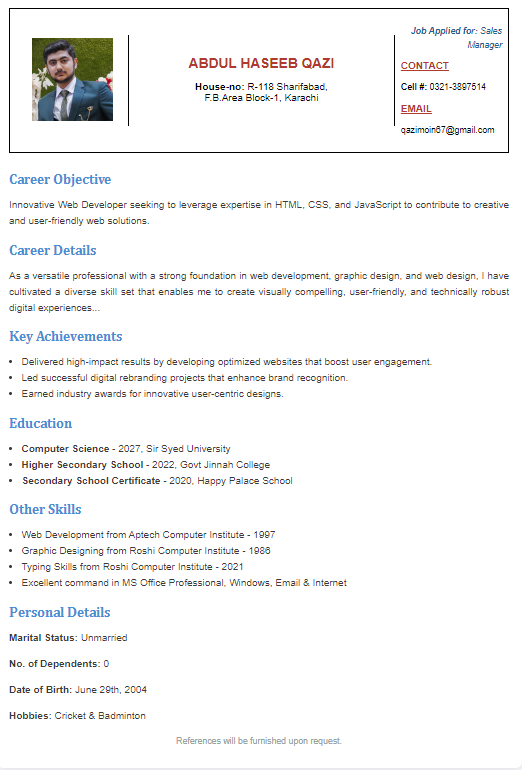 Job Applied for: Sales
Manager
ABDUL HASEEB QAZI
House-no: R-118 Sharifabad,
F.B.Area Block-1, Karachi
CONTACT
Cell #: 0321-3897514
EMAIL
qazimoin67@gmail.com
Career Objective
Innovative Web Developer seeking to leverage expertise in HTML, CSS, and JavaScript to contribute to creative
and user-friendly web solutions.
Career Details
As a versatile professional with a strong foundation in web development, graphic design, and web design, I have
cultivated a diverse skill set that enables me to create visually compelling, user-friendly, and technically robust
digital experiences...
Key Achievements
• Delivered high-impact results by developing optimized websites that boost user engagement.
• Led successful digital rebranding projects that enhance brand recognition.
• Earned industry awards for innovative user-centric designs.
Education
• Computer Science - 2027, Sir Syed University
• Higher Secondary School - 2022, Govt Jinnah College
• Secondary School Certificate - 2020, Happy Palace School
Other Skills
• Web Development from Aptech Computer Institute - 1997
• Graphic Designing from Roshi Computer Institute - 1986
• Typing Skills from Roshi Computer Institute - 2021
• Excellent command in MS Office Professional, Windows, Email & Internet
Personal Details
Marital Status: Unmarried
No. of Dependents: 0
Date of Birth: June 29th, 2004
Hobbies: Cricket & Badminton
References will be furnished upon request.